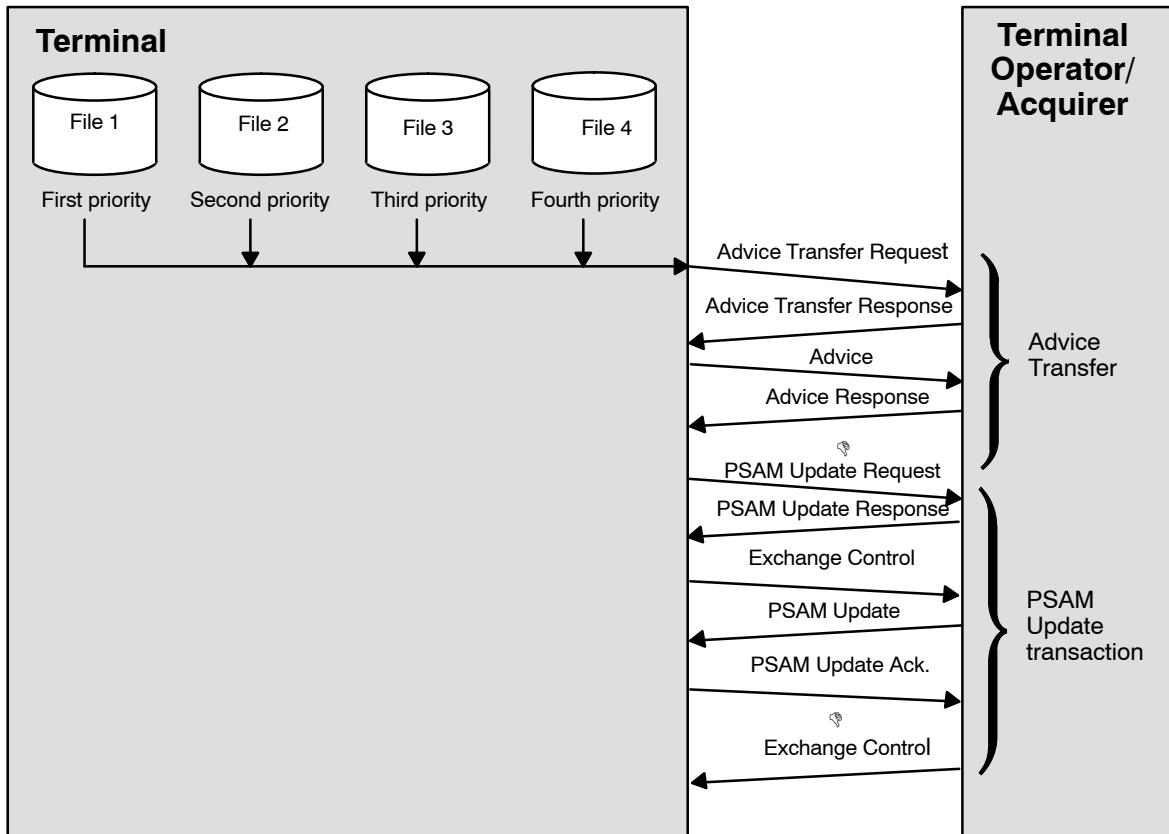 Terminal
Terminal
Operator/
Acquirer
File 1
File 2
File 3
File 4
First priority
Second priority
Third priority
Fourth priority
Advice Transfer Request
Advice Transfer Response
Advice
Advice Response
Advice
Transfer
PSAM Update Request
PSAM Update Response
Exchange Control
PSAM Update
PSAM Update Ack.
Exchange Control
PSAM
Update
transaction